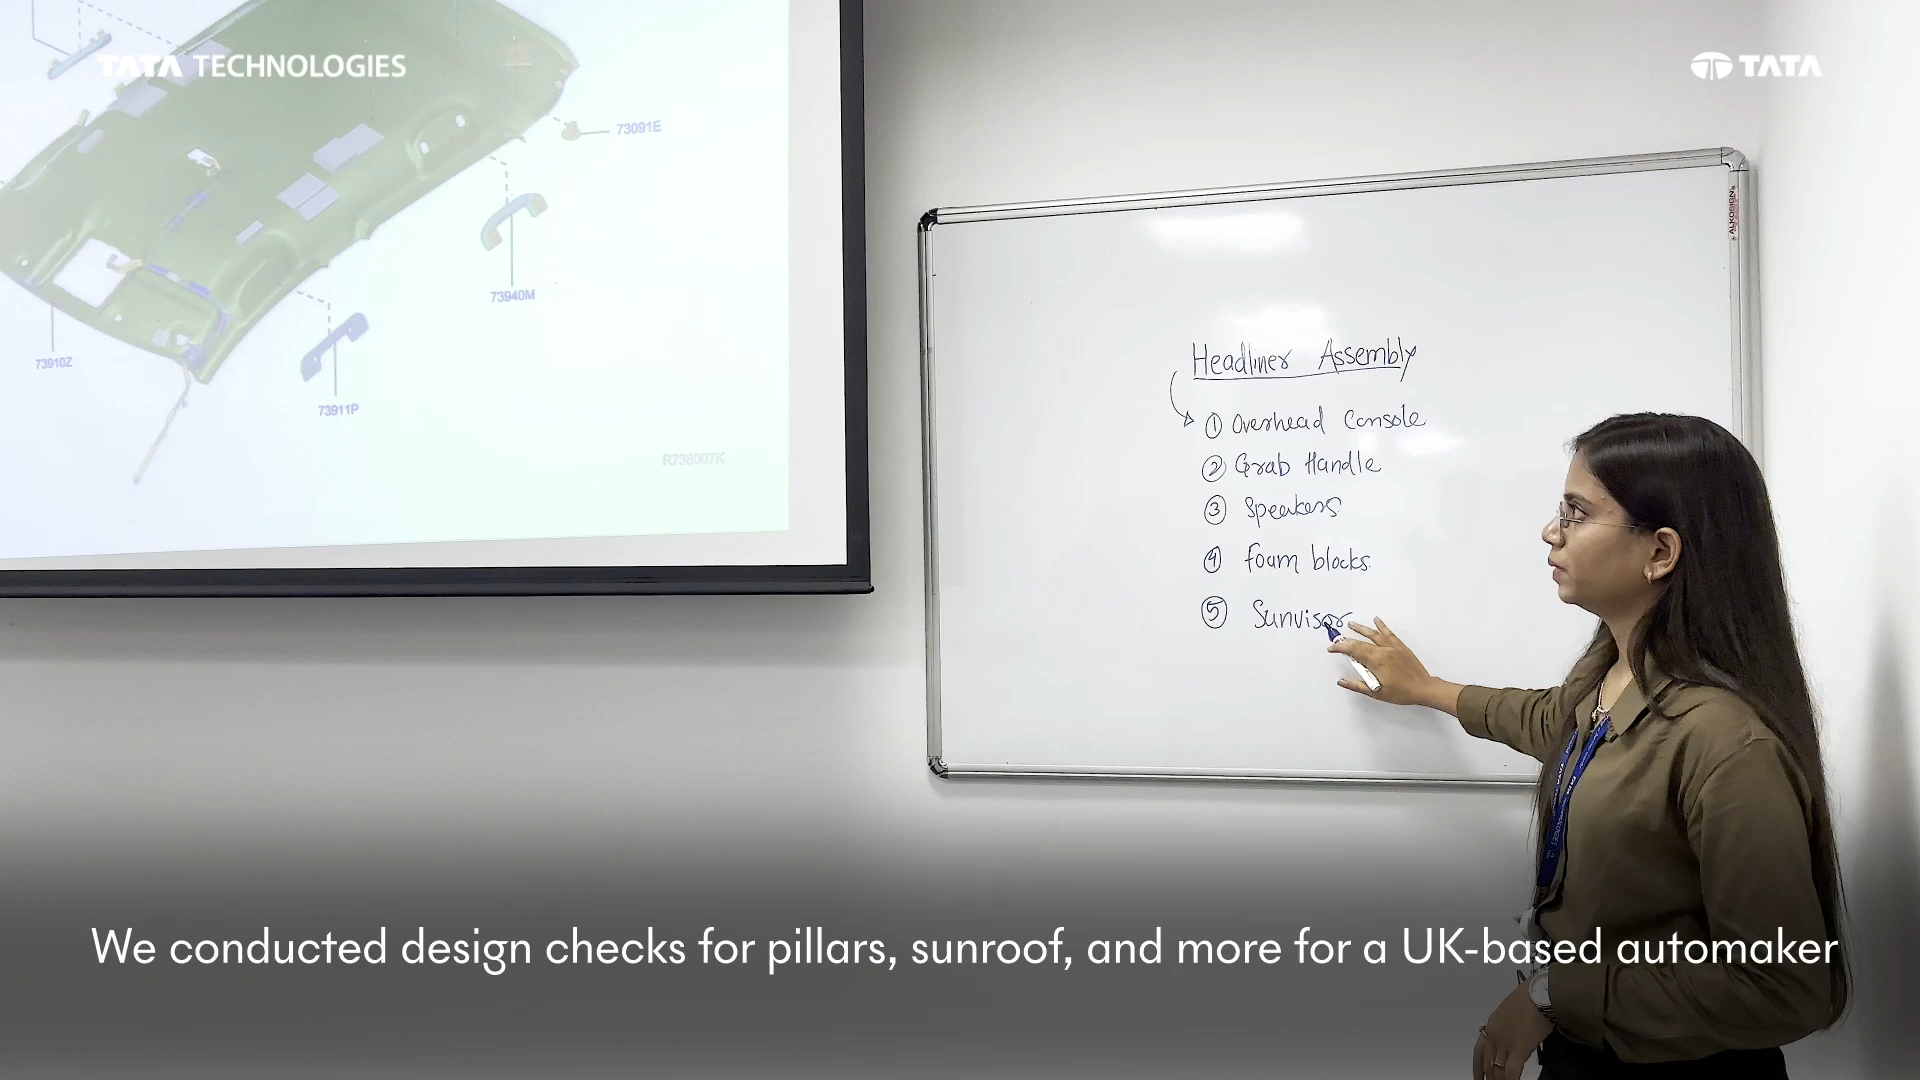 TATA TECHNOLOGIES
TATA
73091E
73940M
73910Z
73911P
R738007K
ALKOSIGN
Headliner Assembly
① Overhead Console
② Grab Handle
③ Speakers
④ foam blocks.
⑤ Sunvisor
We conducted design checks for pillars, sunroof, and more for a UK-based automaker